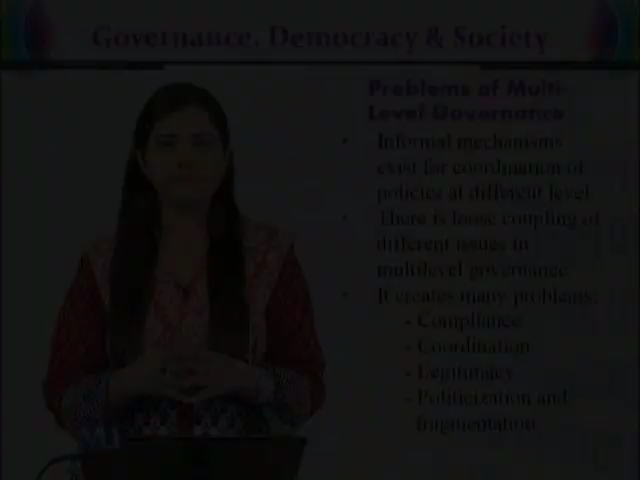 Governance, Democracy & Society
Problems of Multi-
Level Governance
• Informal mechanisms
exist for coordination of
policies at different level
• There is loose coupling of
different issues in
multilevel governance
• It creates many problems:
- Compliance
- Coordination
- Legitimacy
- Politicization and
fragmentation